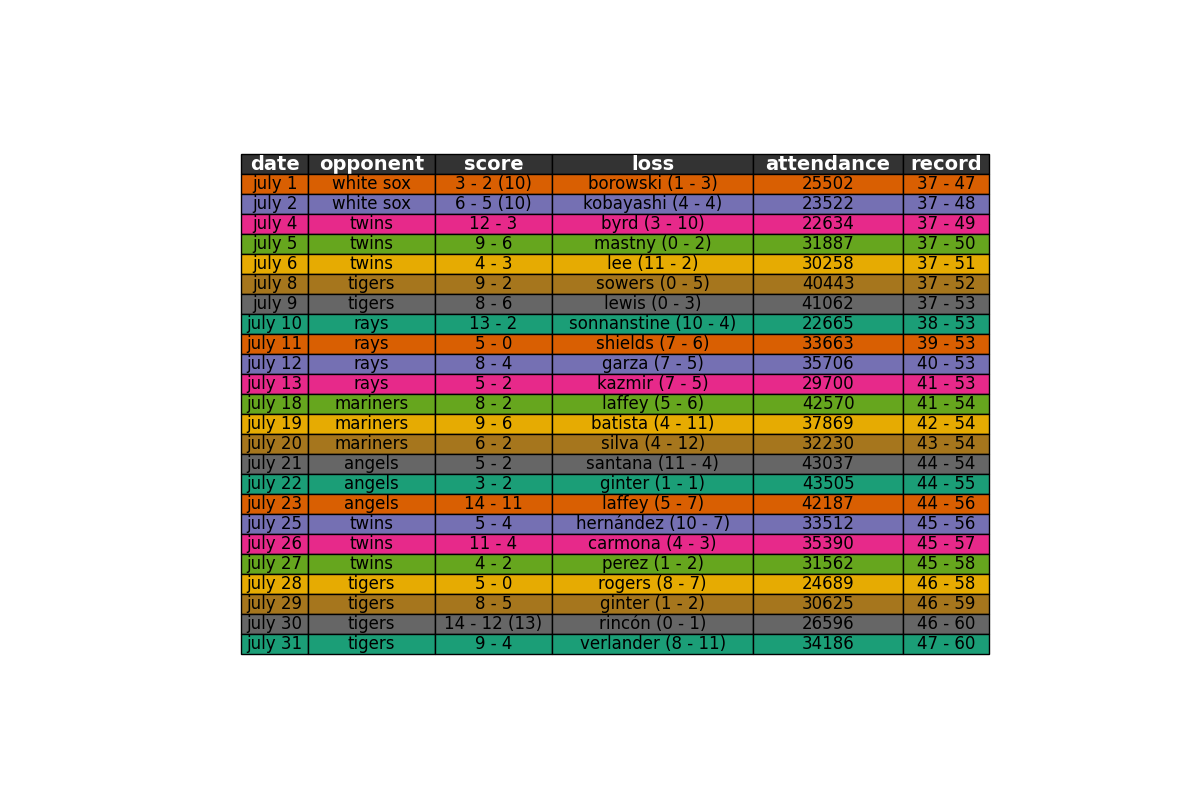 date opponent score loss attendance record
july 1 white sox 3 - 2 (10) borowski (1 - 3) 25502 37 - 47
july 2 white sox 6 - 5 (10) kobayashi (4 - 4) 23522 37 - 48
july 4 twins 12 - 3 byrd (3 - 10) 22634 37 - 49
july 5 twins 9 - 6 mastny (0 - 2) 31887 37 - 50
july 6 twins 4 - 3 lee (11 - 2) 30258 37 - 51
july 8 tigers 9 - 2 sowers (0 - 5) 40443 37 - 52
july 9 tigers 8 - 6 lewis (0 - 3) 41062 37 - 53
july 10 rays 13 - 2 sonnanstine (10 - 4) 22665 38 - 53
july 11 rays 5 - 0 shields (7 - 6) 33663 39 - 53
july 12 rays 8 - 4 garza (7 - 5) 35706 40 - 53
july 13 rays 5 - 2 kazmir (7 - 5) 29700 41 - 53
july 18 mariners 8 - 2 laffey (5 - 6) 42570 41 - 54
july 19 mariners 9 - 6 batista (4 - 11) 37869 42 - 54
july 20 mariners 6 - 2 silva (4 - 12) 32230 43 - 54
july 21 angels 5 - 2 santana (11 - 4) 43037 44 - 54
july 22 angels 3 - 2 ginter (1 - 1) 43505 44 - 55
july 23 angels 14 - 11 laffey (5 - 7) 42187 44 - 56
july 25 twins 5 - 4 hernández (10 - 7) 33512 45 - 56
july 26 twins 11 - 4 carmona (4 - 3) 35390 45 - 57
july 27 twins 4 - 2 perez (1 - 2) 31562 45 - 58
july 28 tigers 5 - 0 rogers (8 - 7) 24689 46 - 58
july 29 tigers 8 - 5 ginter (1 - 2) 30625 46 - 59
july 30 tigers 14 - 12 (13) rincón (0 - 1) 26596 46 - 60
july 31 tigers 9 - 4 verlander (8 - 11) 34186 47 - 60